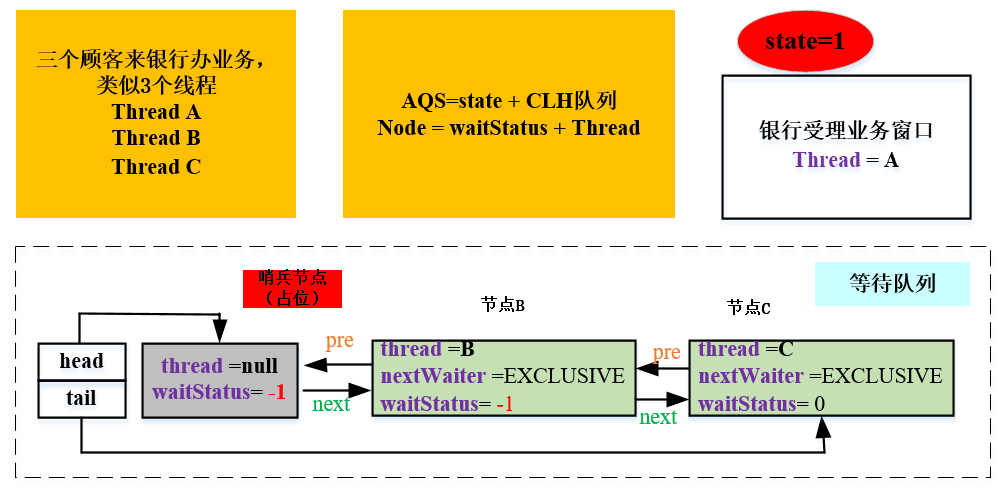 三个顾客来银行办业务，
类似3个线程
Thread A
Thread B
Thread C
AQS=state + CLH队列
Node = waitStatus + Thread
state=1
银行受理业务窗口
Thread = A
哨兵节点
（占位）
等待队列
节点B
节点C
head
tail
thread =null
waitStatus= -1
pre
next
thread =B
nextWaiter =EXCLUSIVE
waitStatus= -1
pre
next
thread =C
nextWaiter =EXCLUSIVE
waitStatus= 0